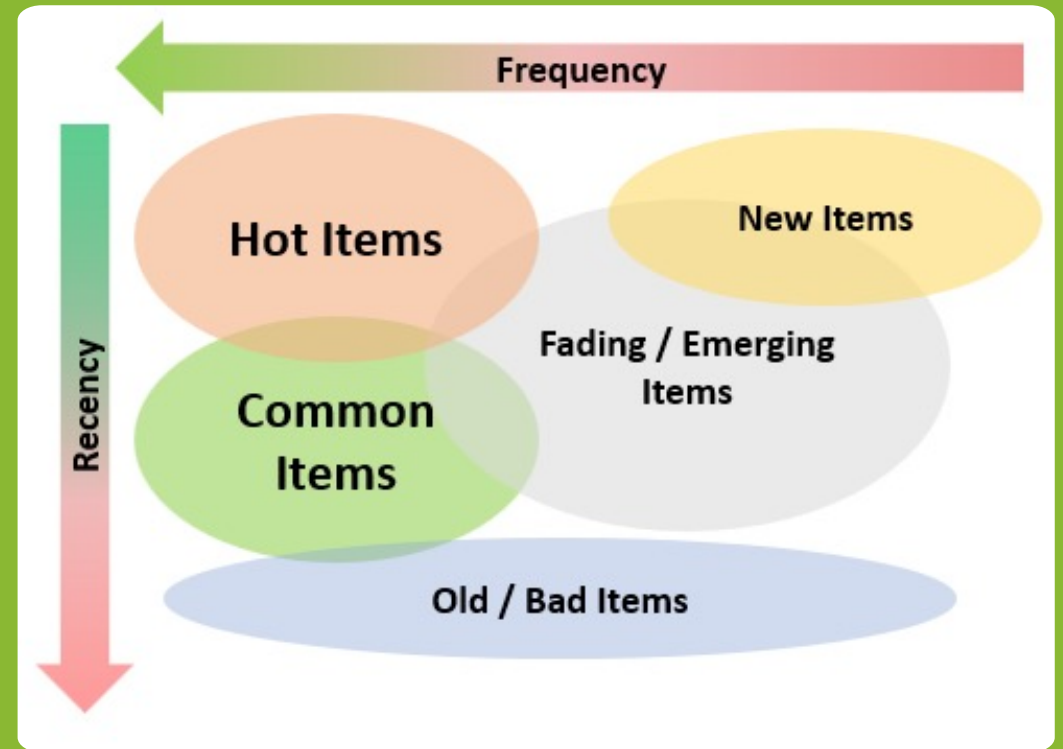 Frequency
Hot Items
New Items
Fading / Emerging
Items
Recency
Common
Items
Old / Bad Items